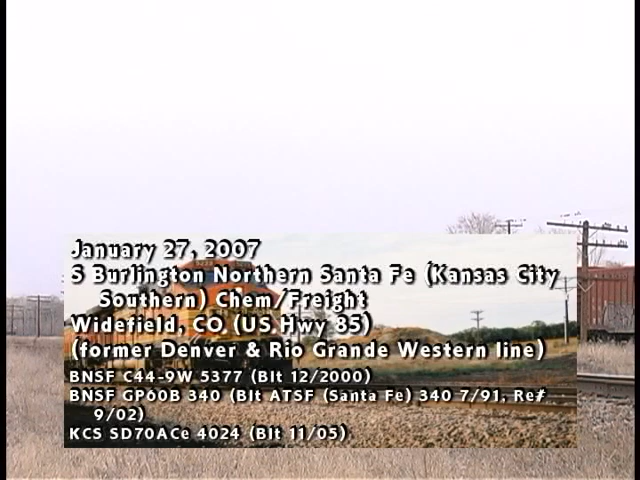 January 27, 2007
S Burlington Northern Santa Fe (Kansas City
Southern) Chem/Freight
Widefield, CO (US Hwy 85)
(former Denver & Rio Grande Western line)
BNSF C44-9W 5377 (Blt 12/2000)
BNSF GP60B 340 (Blt ATSF (Santa Fe) 340 7/91, Re#
9/02)
KCS SD70ACe 4024 (Blt 11/05)